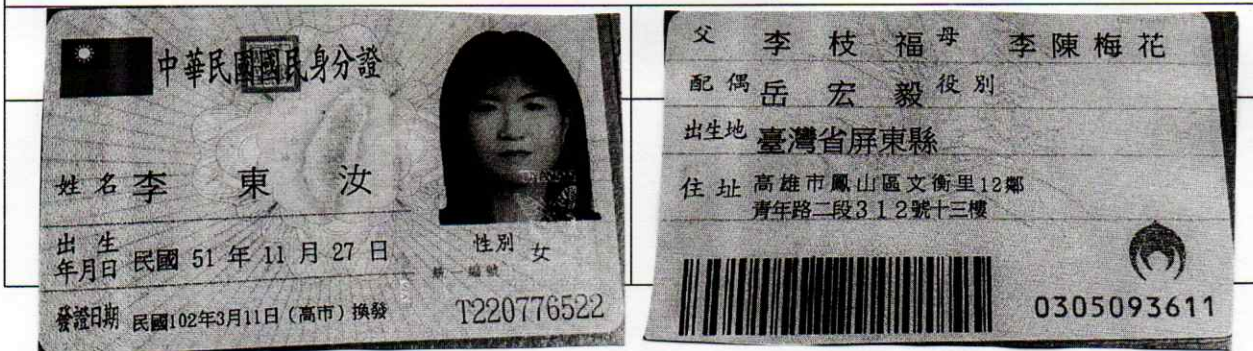 中華民國國民身分證
姓名 李東汝
出生年月日 民國 51 年 11 月 27 日
性別 女
統一編號
T220776522
發證日期 民國102年3月11日(高市)換發
父 李枝福 母 李陳梅花
配偶 岳宏毅 役別
出生地 臺灣省屏東縣
住址 高雄市鳳山區文衡里12鄰
青年路二段312號十三樓
0305093611